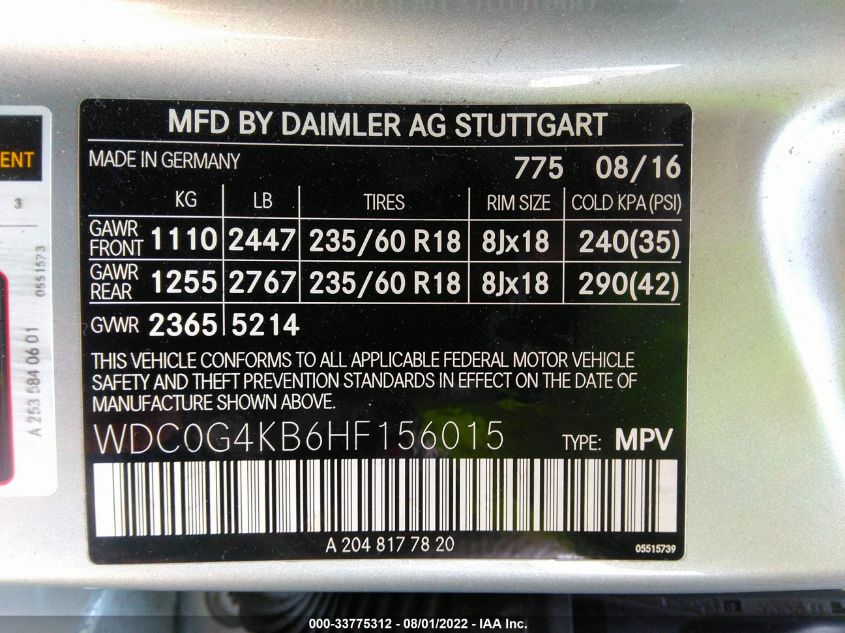 MFD BY DAIMLER AG STUTTGART
MADE IN GERMANY 775 08/16
KG LB TIRES RIM SIZE COLD KPA (PSI)
GAWR FRONT 1110 2447 235/60 R18 8Jx18 240(35)
GAWR REAR 1255 2767 235/60 R18 8Jx18 290(42)
GVWR 2365 5214
THIS VEHICLE CONFORMS TO ALL APPLICABLE FEDERAL MOTOR VEHICLE
SAFETY AND THEFT PREVENTION STANDARDS IN EFFECT ON THE DATE OF
MANUFACTURE SHOWN ABOVE.
WDC0G4KB6HF156015 TYPE: MPV
A 204 817 78 20 05515739
ENT
3
A 253 584 06 01 0551573
000-33775312 - 08/01/2022 - IAA Inc.